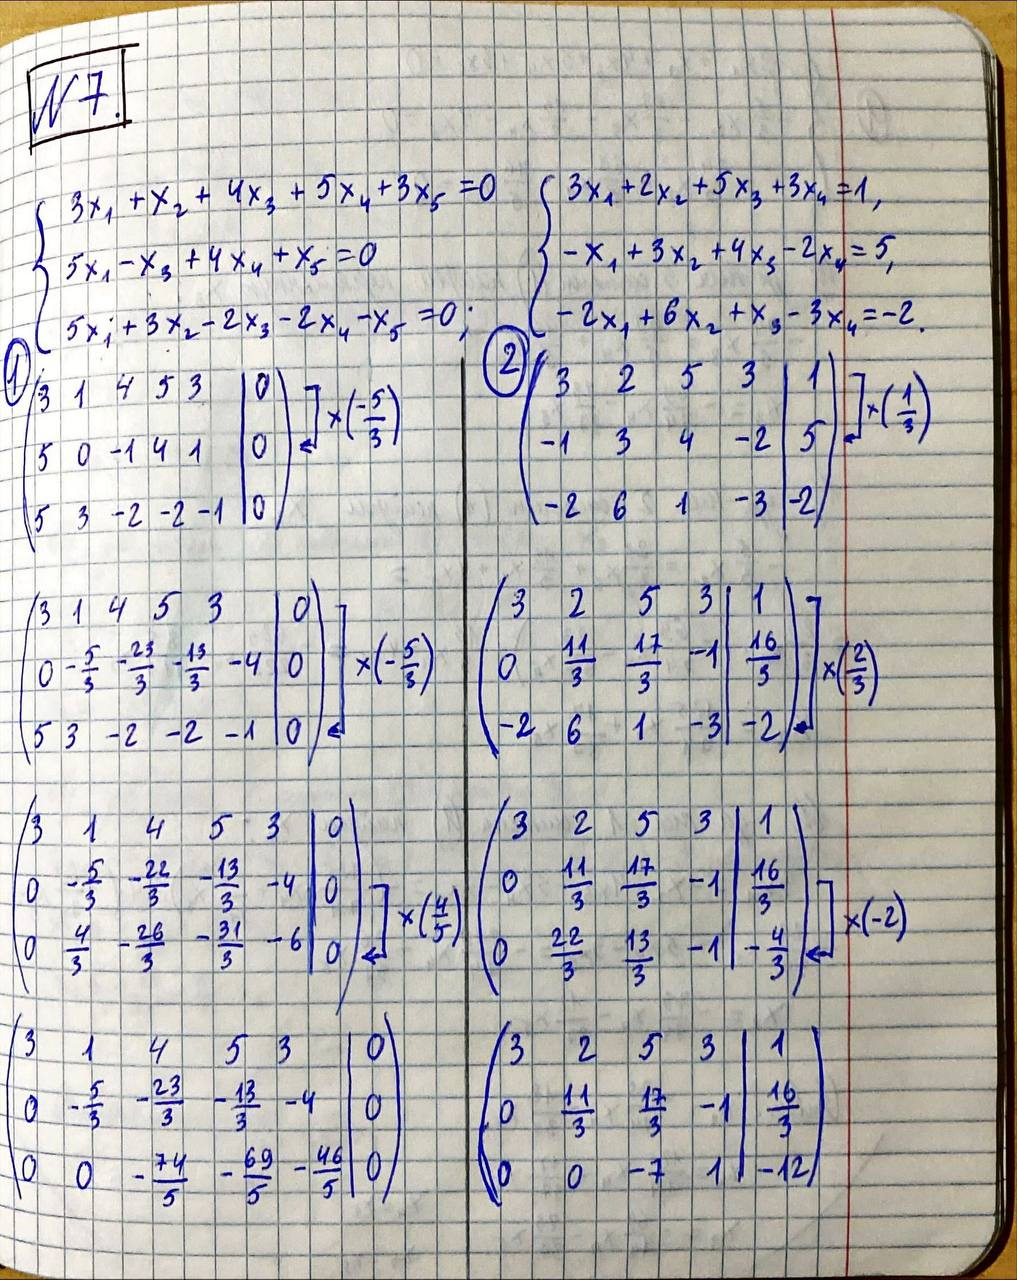 N 7.
3x₁ + x₂ + 4x₃ + 5x₄ + 3x₅ = 0
5x₁ - x₃ + 4x₄ + x₅ = 0
5x₁ + 3x₂ - 2x₃ - 2x₄ - x₅ = 0;
3x₁ + 2x₂ + 5x₃ + 3x₄ = 1,
-x₁ + 3x₂ + 4x₃ - 2x₄ = 5,
-2x₁ + 6x₂ + x₃ - 3x₄ = -2.
1
3 1 4 5 3 | 0
5 0 -1 4 1 | 0
5 3 -2 -2 -1 | 0
×(-5/3)
3 1 4 5 3 | 0
0 -5/3 -23/3 -13/3 -4 | 0
5 3 -2 -2 -1 | 0
×(-5/3)
3 1 4 5 3 | 0
0 -5/3 -22/3 -13/3 -4 | 0
0 4/3 -26/3 -31/3 -6 | 0
×(4/5)
3 1 4 5 3 | 0
0 -5/3 -23/3 -13/3 -4 | 0
0 0 -74/5 -69/5 -46/5 | 0
2
3 2 5 3 | 1
-1 3 4 -2 | 5
-2 6 1 -3 | -2
×(1/3)
3 2 5 3 | 1
0 11/3 17/3 -1 | 16/3
-2 6 1 -3 | -2
×(2/3)
3 2 5 3 | 1
0 11/3 17/3 -1 | 16/3
0 22/3 13/3 -1 | -4/3
×(-2)
3 2 5 3 | 1
0 11/3 17/3 -1 | 16/3
0 0 -7 1 | -12